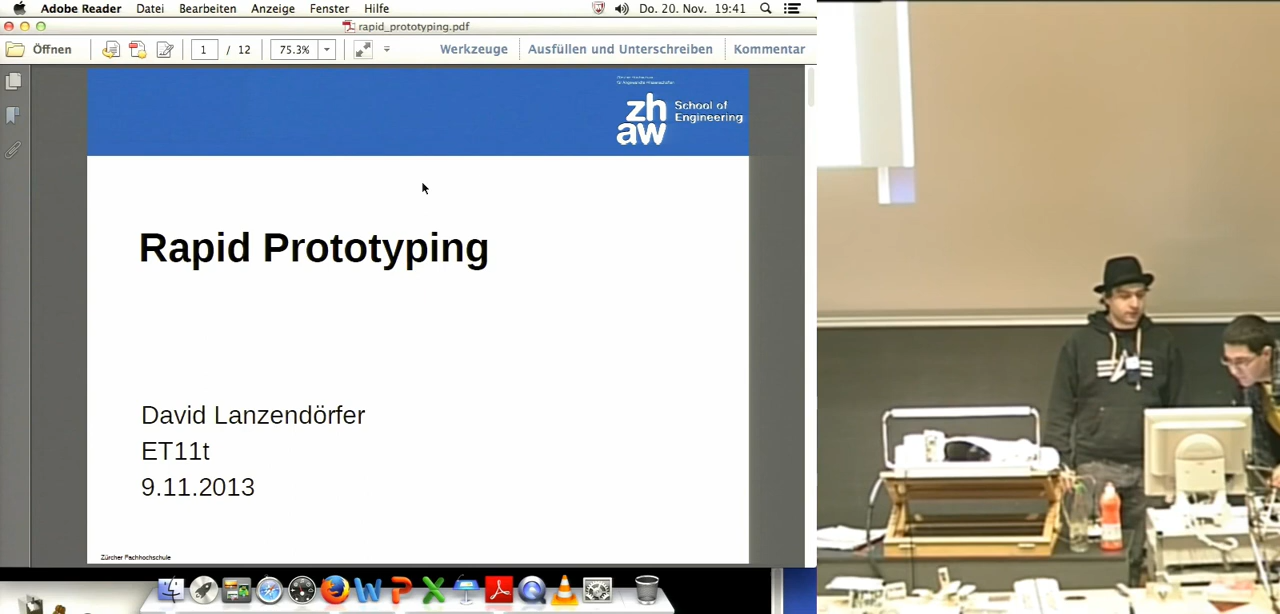 Adobe Reader Datei Bearbeiten Anzeige Fenster Hilfe Do. 20. Nov. 19:41
rapid_prototyping.pdf
Öffnen 1 / 12 75.3% Werkzeuge Ausfüllen und Unterschreiben Kommentar
zh
aw
School of
Engineering
Rapid Prototyping
David Lanzendörfer
ET11t
9.11.2013
Zürcher Fachhochschule